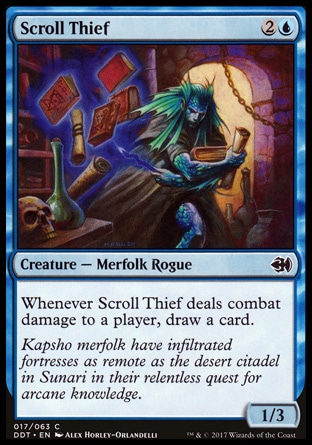 Scroll Thief 2
Creature — Merfolk Rogue
Whenever Scroll Thief deals combat
damage to a player, draw a card.
Kapsho merfolk have infiltrated
fortresses as remote as the desert citadel
in Sunari in their relentless quest for
arcane knowledge.
1/3
017/063 C
DDT • EN Alex Horley-Orlandelli ™ & © 2017 Wizards of the Coast